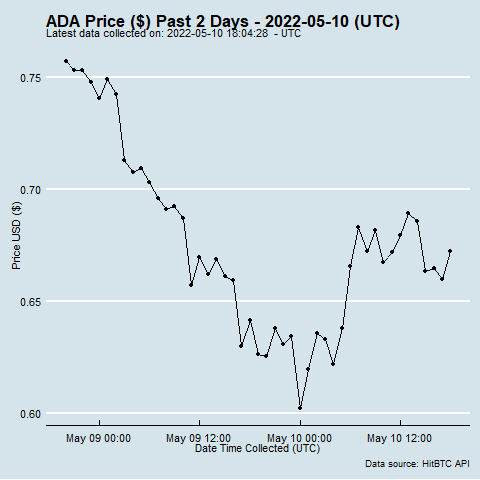 ADA Price ($) Past 2 Days - 2022-05-10 (UTC)
Latest data collected on: 2022-05-10 18:04:28 - UTC
0.75
0.70
0.65
0.60
Price USD ($)
May 09 00:00 May 09 12:00 May 10 00:00 May 10 12:00
Date Time Collected (UTC)
Data source: HitBTC API